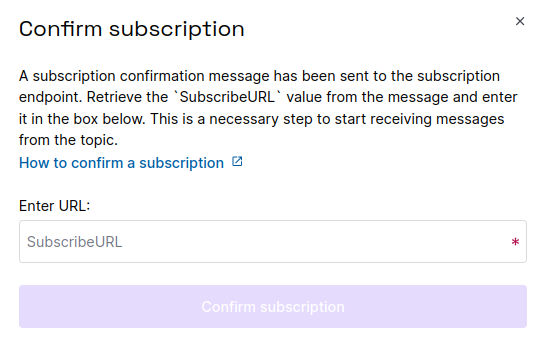 Confirm subscription
A subscription confirmation message has been sent to the subscription
endpoint. Retrieve the `SubscribeURL` value from the message and enter
it in the box below. This is a necessary step to start receiving messages
from the topic.
How to confirm a subscription
Enter URL:
SubscribeURL *
Confirm subscription